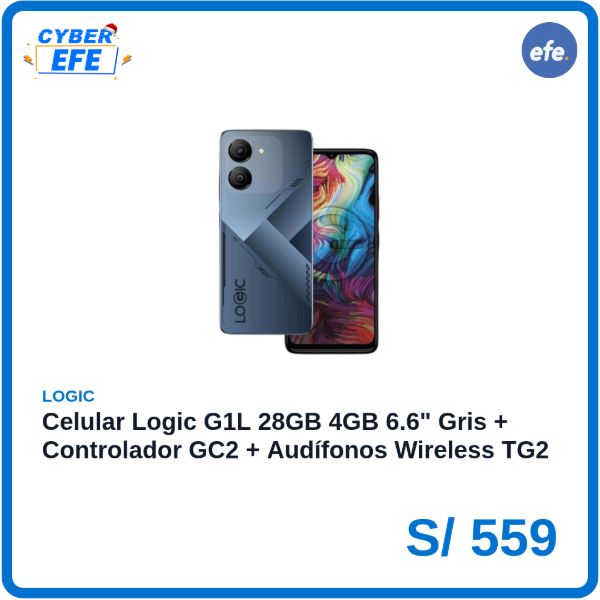 CYBER
EFE
efe.
LOGIC
LOGIC
Celular Logic G1L 28GB 4GB 6.6" Gris +
Controlador GC2 + Audífonos Wireless TG2
S/ 559